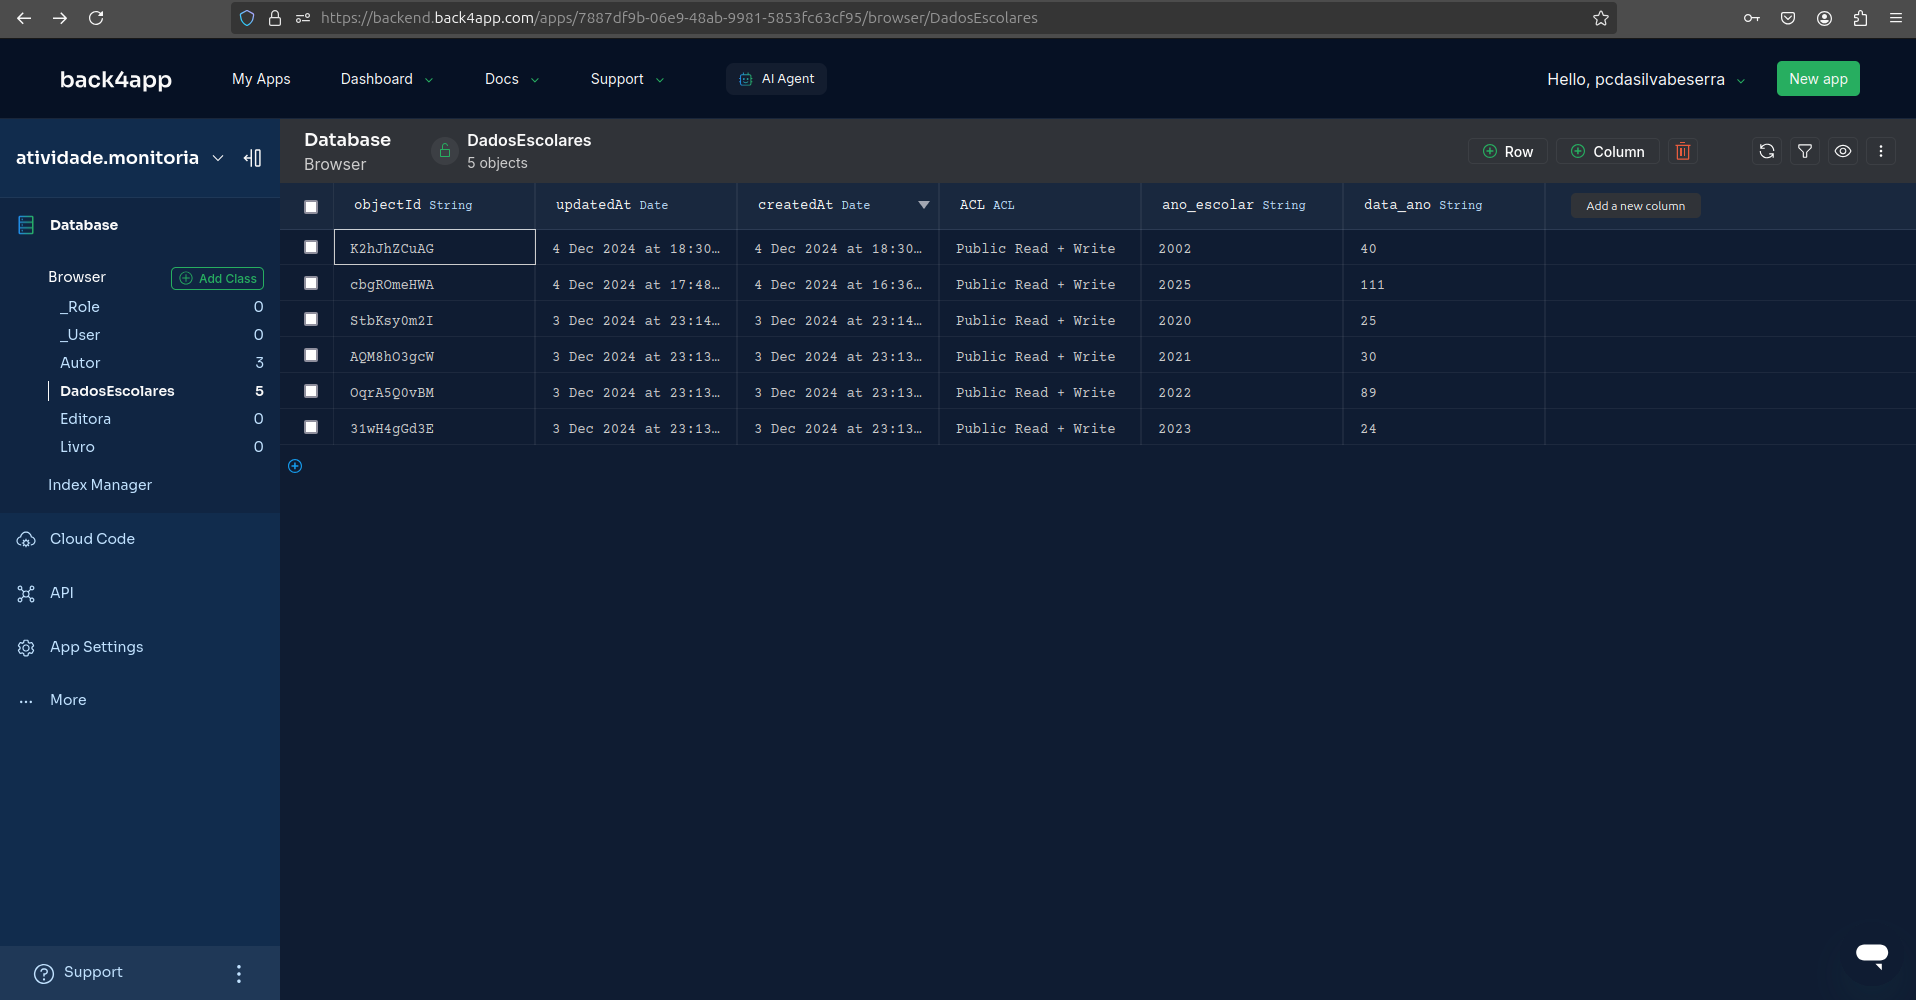 https://backend.back4app.com/apps/7887df9b-06e9-48ab-9981-5853fc63cf95/browser/DadosEscolares
back4app My Apps Dashboard Docs Support AI Agent Hello, pcdasilvabeserra New app
atividade.monitoria
Database
Browser Add Class
_Role 0
_User 0
Autor 3
DadosEscolares 5
Editora 0
Livro 0
Index Manager
Cloud Code
API
App Settings
... More
Support
Database
Browser
DadosEscolares
5 objects
Row Column
objectId String updatedAt Date createdAt Date ACL ACL ano_escolar String data_ano String Add a new column
K2hJhZCuAG 4 Dec 2024 at 18:30… 4 Dec 2024 at 18:30… Public Read + Write 2002 40
cbgROmeHWA 4 Dec 2024 at 17:48… 4 Dec 2024 at 16:36… Public Read + Write 2025 111
StbKsy0m2I 3 Dec 2024 at 23:14… 3 Dec 2024 at 23:14… Public Read + Write 2020 25
AQM8hO3gcW 3 Dec 2024 at 23:13… 3 Dec 2024 at 23:13… Public Read + Write 2021 30
OqrA5Q0vBM 3 Dec 2024 at 23:13… 3 Dec 2024 at 23:13… Public Read + Write 2022 89
31wH4gGd3E 3 Dec 2024 at 23:13… 3 Dec 2024 at 23:13… Public Read + Write 2023 24